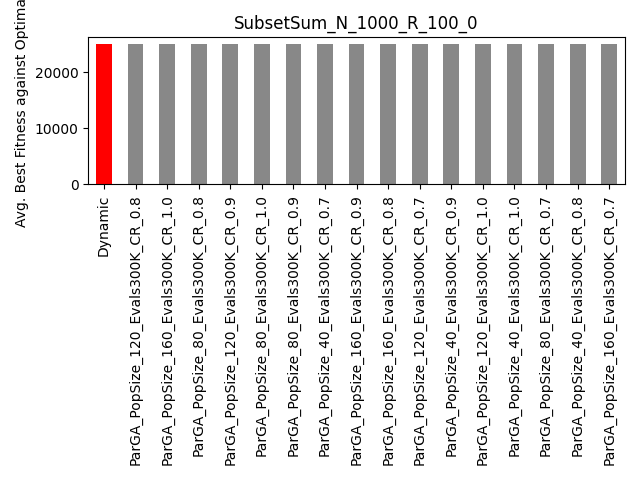 SubsetSum_N_1000_R_100_0
Avg. Best Fitness against Optima
20000
10000
0
Dynamic
ParGA_PopSize_120_Evals300K_CR_0.8
ParGA_PopSize_160_Evals300K_CR_1.0
ParGA_PopSize_80_Evals300K_CR_0.8
ParGA_PopSize_120_Evals300K_CR_0.9
ParGA_PopSize_80_Evals300K_CR_1.0
ParGA_PopSize_80_Evals300K_CR_0.9
ParGA_PopSize_40_Evals300K_CR_0.7
ParGA_PopSize_160_Evals300K_CR_0.9
ParGA_PopSize_160_Evals300K_CR_0.8
ParGA_PopSize_120_Evals300K_CR_0.7
ParGA_PopSize_40_Evals300K_CR_0.9
ParGA_PopSize_120_Evals300K_CR_1.0
ParGA_PopSize_40_Evals300K_CR_1.0
ParGA_PopSize_80_Evals300K_CR_0.7
ParGA_PopSize_40_Evals300K_CR_0.8
ParGA_PopSize_160_Evals300K_CR_0.7